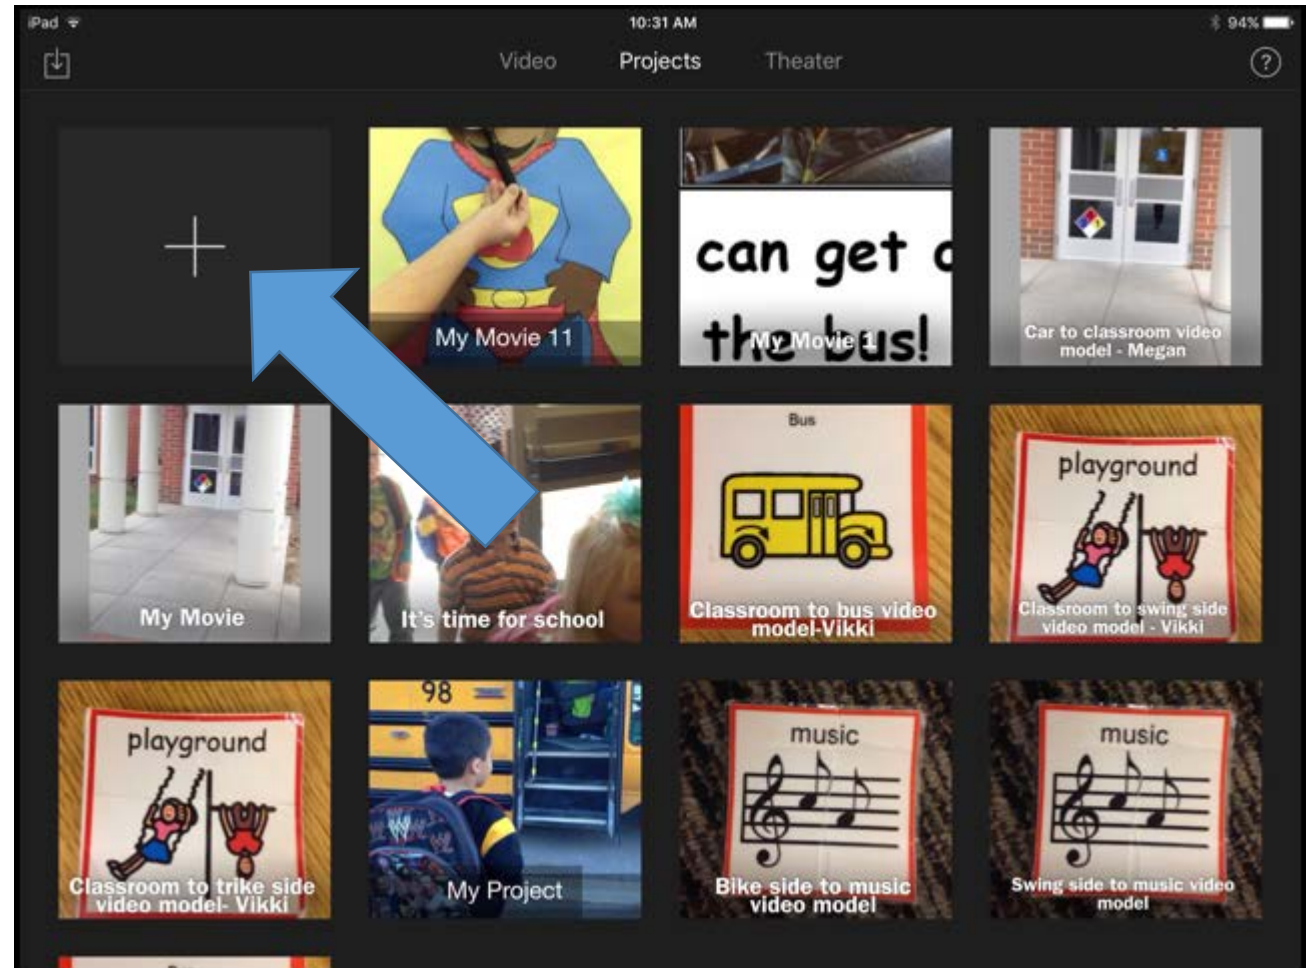 iPad 10:31 AM 94%
Video Projects Theater ?
My Movie 11
can get
the bus!
My Movie 1
Car to classroom video
model - Megan
My Movie
It's time for school
Bus
Classroom to bus video
model-Vikki
playground
Classroom to swing side
video model - Vikki
playground
Classroom to trike side
video model- Vikki
98
My Project
music
Bike side to music
video model
music
Swing side to music video
model